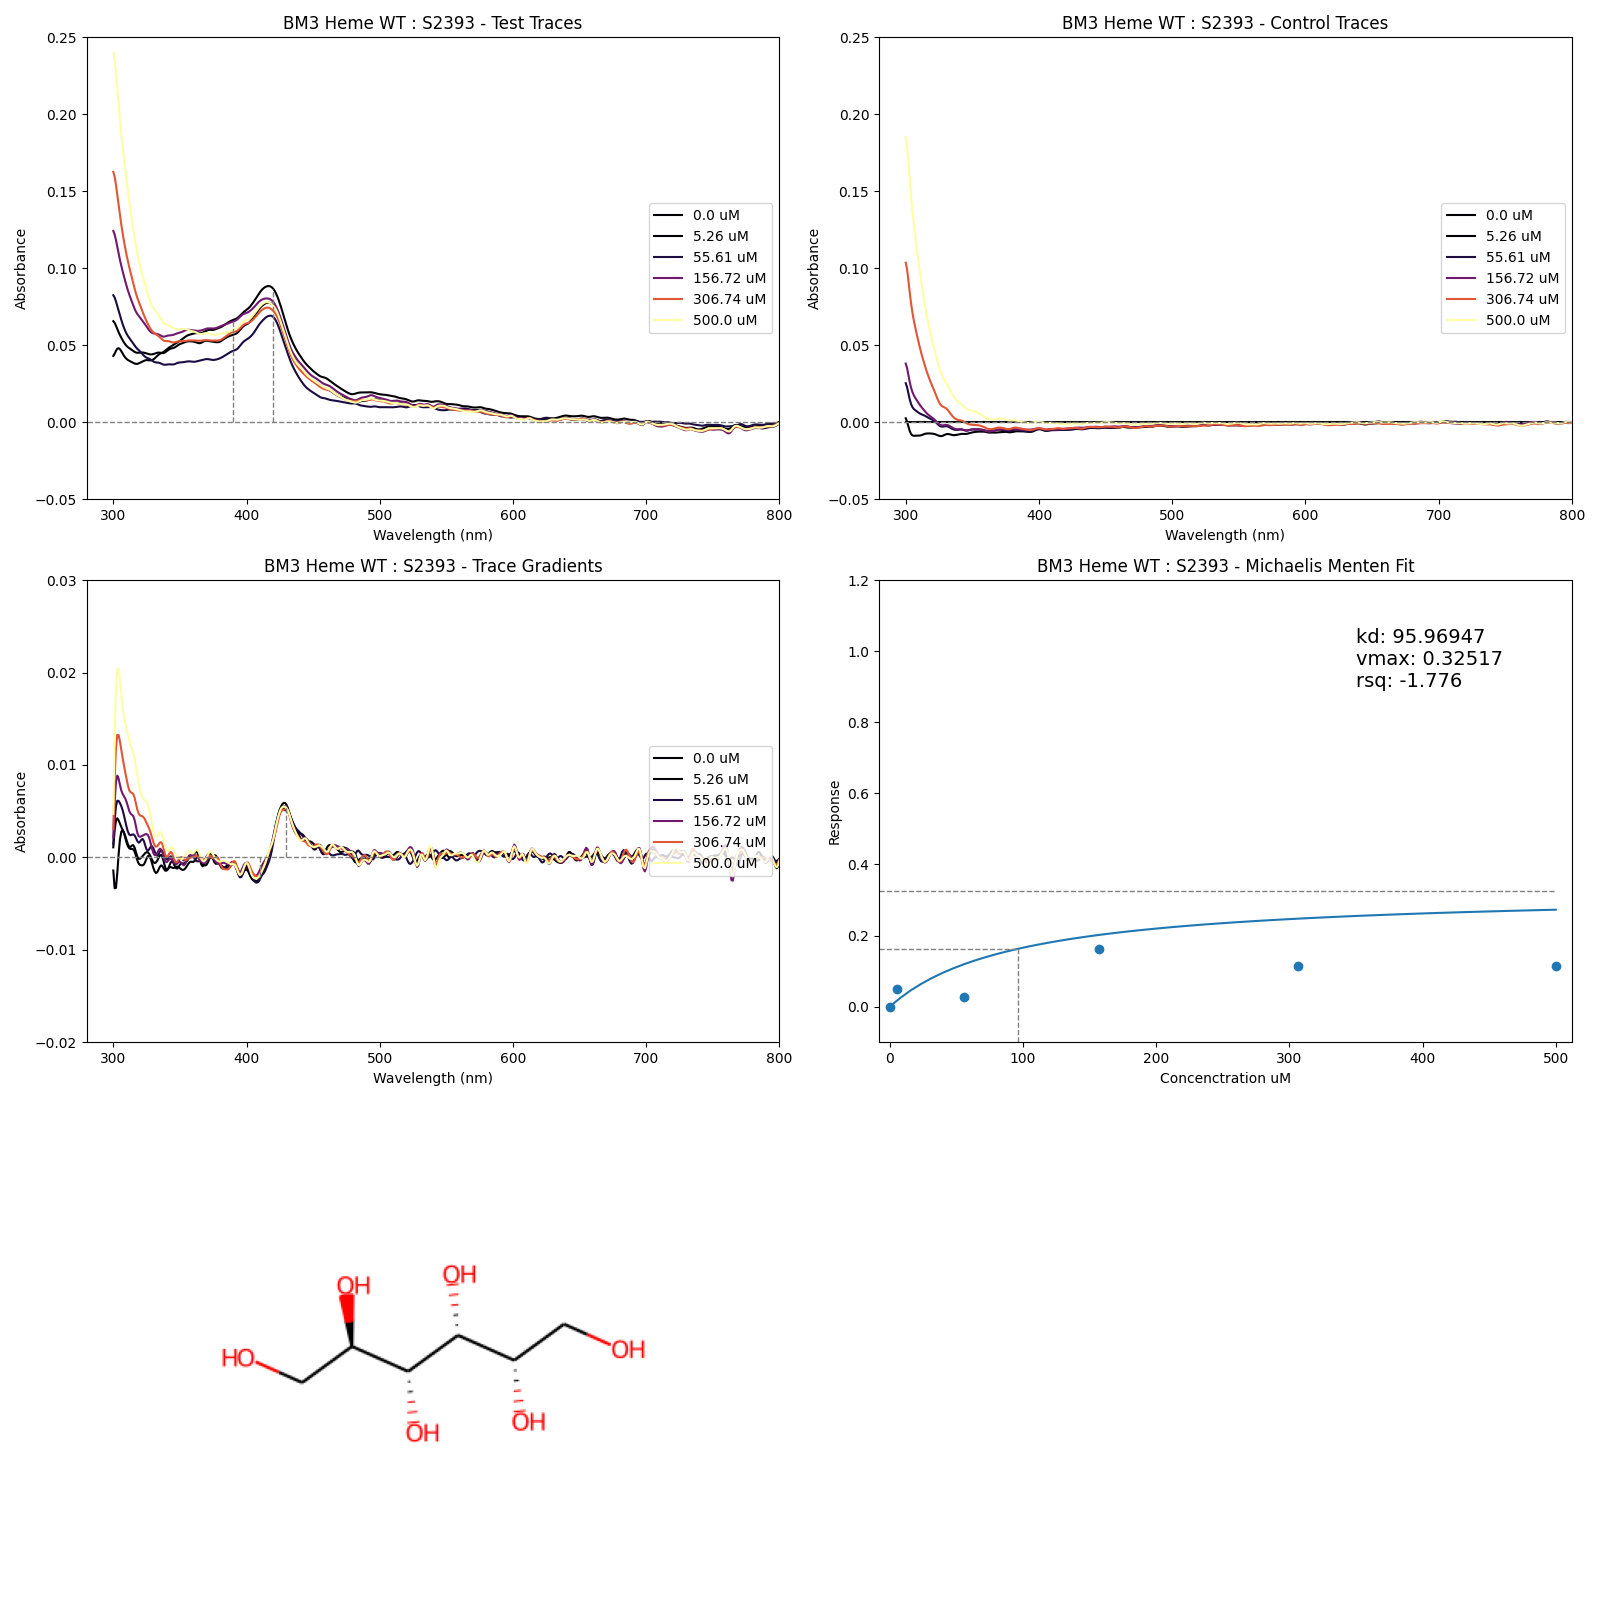 BM3 Heme WT : S2393 - Test Traces
0.25
0.20
0.15
0.10
0.05
0.00
−0.05
Absorbance
300 400 500 600 700 800
Wavelength (nm)
0.0 uM
5.26 uM
55.61 uM
156.72 uM
306.74 uM
500.0 uM
BM3 Heme WT : S2393 - Control Traces
0.25
0.20
0.15
0.10
0.05
0.00
−0.05
Absorbance
300 400 500 600 700 800
Wavelength (nm)
0.0 uM
5.26 uM
55.61 uM
156.72 uM
306.74 uM
500.0 uM
BM3 Heme WT : S2393 - Trace Gradients
0.03
0.02
0.01
0.00
−0.01
−0.02
Absorbance
300 400 500 600 700 800
Wavelength (nm)
0.0 uM
5.26 uM
55.61 uM
156.72 uM
306.74 uM
500.0 uM
BM3 Heme WT : S2393 - Michaelis Menten Fit
1.2
1.0
0.8
0.6
0.4
0.2
0.0
Response
kd: 95.96947
vmax: 0.32517
rsq: -1.776
0 100 200 300 400 500
Concenctration uM
OH
OH
HO
OH
OH
OH